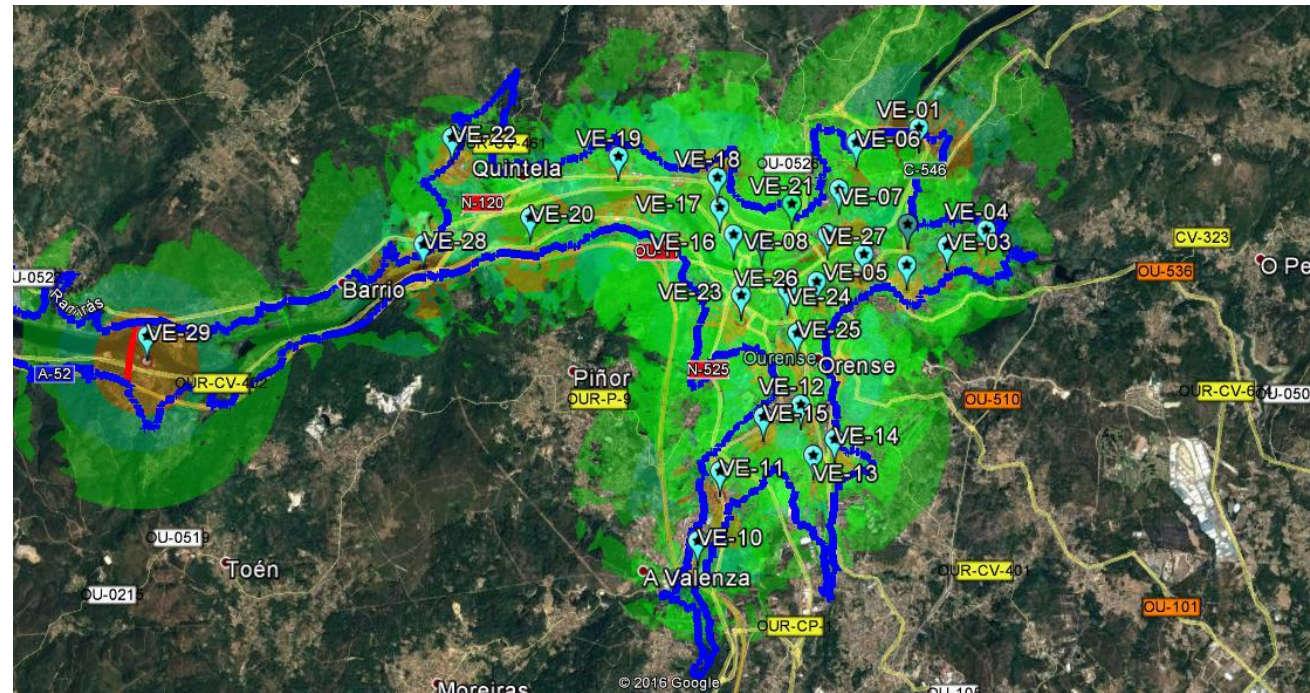 VE-01
VE-22
OUR-CV-461
VE-19
VE-06
Quintela
VE-18
OU-0526
C-546
N-120
VE-21
VE-07
VE-20
VE-17
VE-04
VE-28
VE-16
VE-08
VE-27
VE-03
CV-323
OU-0527
OU-11
OU-536
O Pe
Barrio
VE-23
VE-26
VE-05
VE-24
Ramirás
VE-29
VE-25
Ourense
Orense
A-52
OUR-CV-402
Piñor
N-525
OUR-P-9
VE-12
OU-510
VE-15
VE-14
VE-11
VE-13
OU-0519
VE-10
Toén
A Valenza
OUR-CV-401
OU-0215
OU-101
OUR-CP-1
© 2016 Google
Moreiras